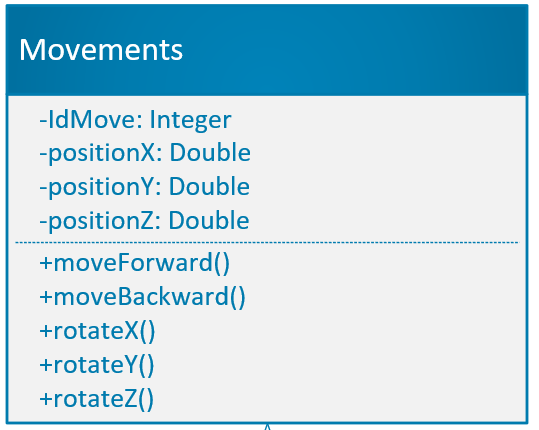 Movements
-IdMove: Integer
-positionX: Double
-positionY: Double
-positionZ: Double
+moveForward()
+moveBackward()
+rotateX()
+rotateY()
+rotateZ()